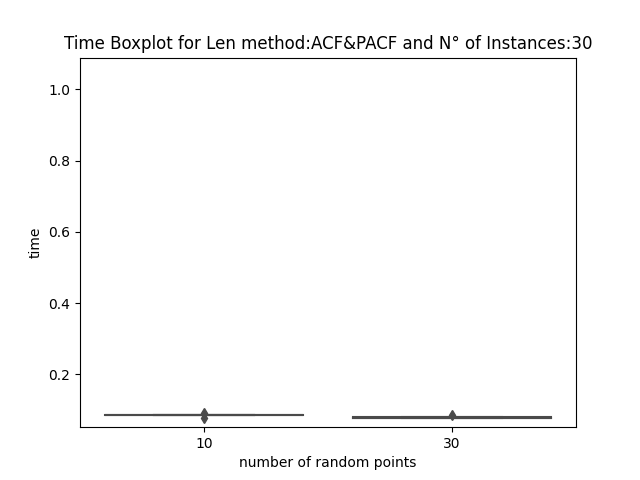 Time Boxplot for Len method:ACF&PACF and N° of Instances:30
1.0
0.8
0.6
0.4
0.2
time
10 30
number of random points